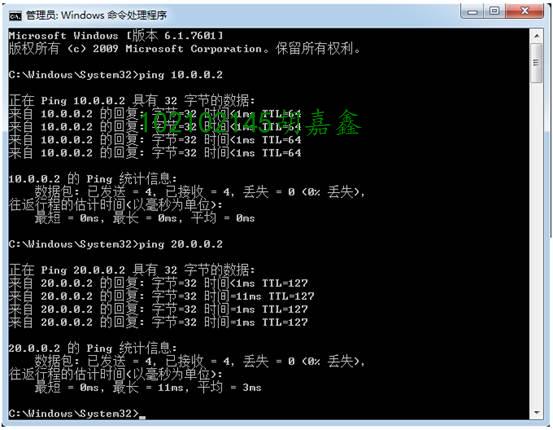 管理员: Windows 命令处理程序
Microsoft Windows [版本 6.1.7601]
版权所有 (c) 2009 Microsoft Corporation。保留所有权利。
C:\Windows\System32>ping 10.0.0.2
正在 Ping 10.0.0.2 具有 32 字节的数据:
来自 10.0.0.2 的回复: 字节=32 时间<1ms TTL=64
102102145胡嘉鑫
来自 10.0.0.2 的回复: 字节=32 时间<1ms TTL=64
来自 10.0.0.2 的回复: 字节=32 时间<1ms TTL=64
来自 10.0.0.2 的回复: 字节=32 时间<1ms TTL=64
10.0.0.2 的 Ping 统计信息:
数据包: 已发送 = 4, 已接收 = 4, 丢失 = 0 (0% 丢失),
往返行程的估计时间(以毫秒为单位):
最短 = 0ms, 最长 = 0ms, 平均 = 0ms
C:\Windows\System32>ping 20.0.0.2
正在 Ping 20.0.0.2 具有 32 字节的数据:
来自 20.0.0.2 的回复: 字节=32 时间<1ms TTL=127
来自 20.0.0.2 的回复: 字节=32 时间=11ms TTL=127
来自 20.0.0.2 的回复: 字节=32 时间=1ms TTL=127
来自 20.0.0.2 的回复: 字节=32 时间=1ms TTL=127
20.0.0.2 的 Ping 统计信息:
数据包: 已发送 = 4, 已接收 = 4, 丢失 = 0 (0% 丢失),
往返行程的估计时间(以毫秒为单位):
最短 = 0ms, 最长 = 11ms, 平均 = 3ms
C:\Windows\System32>